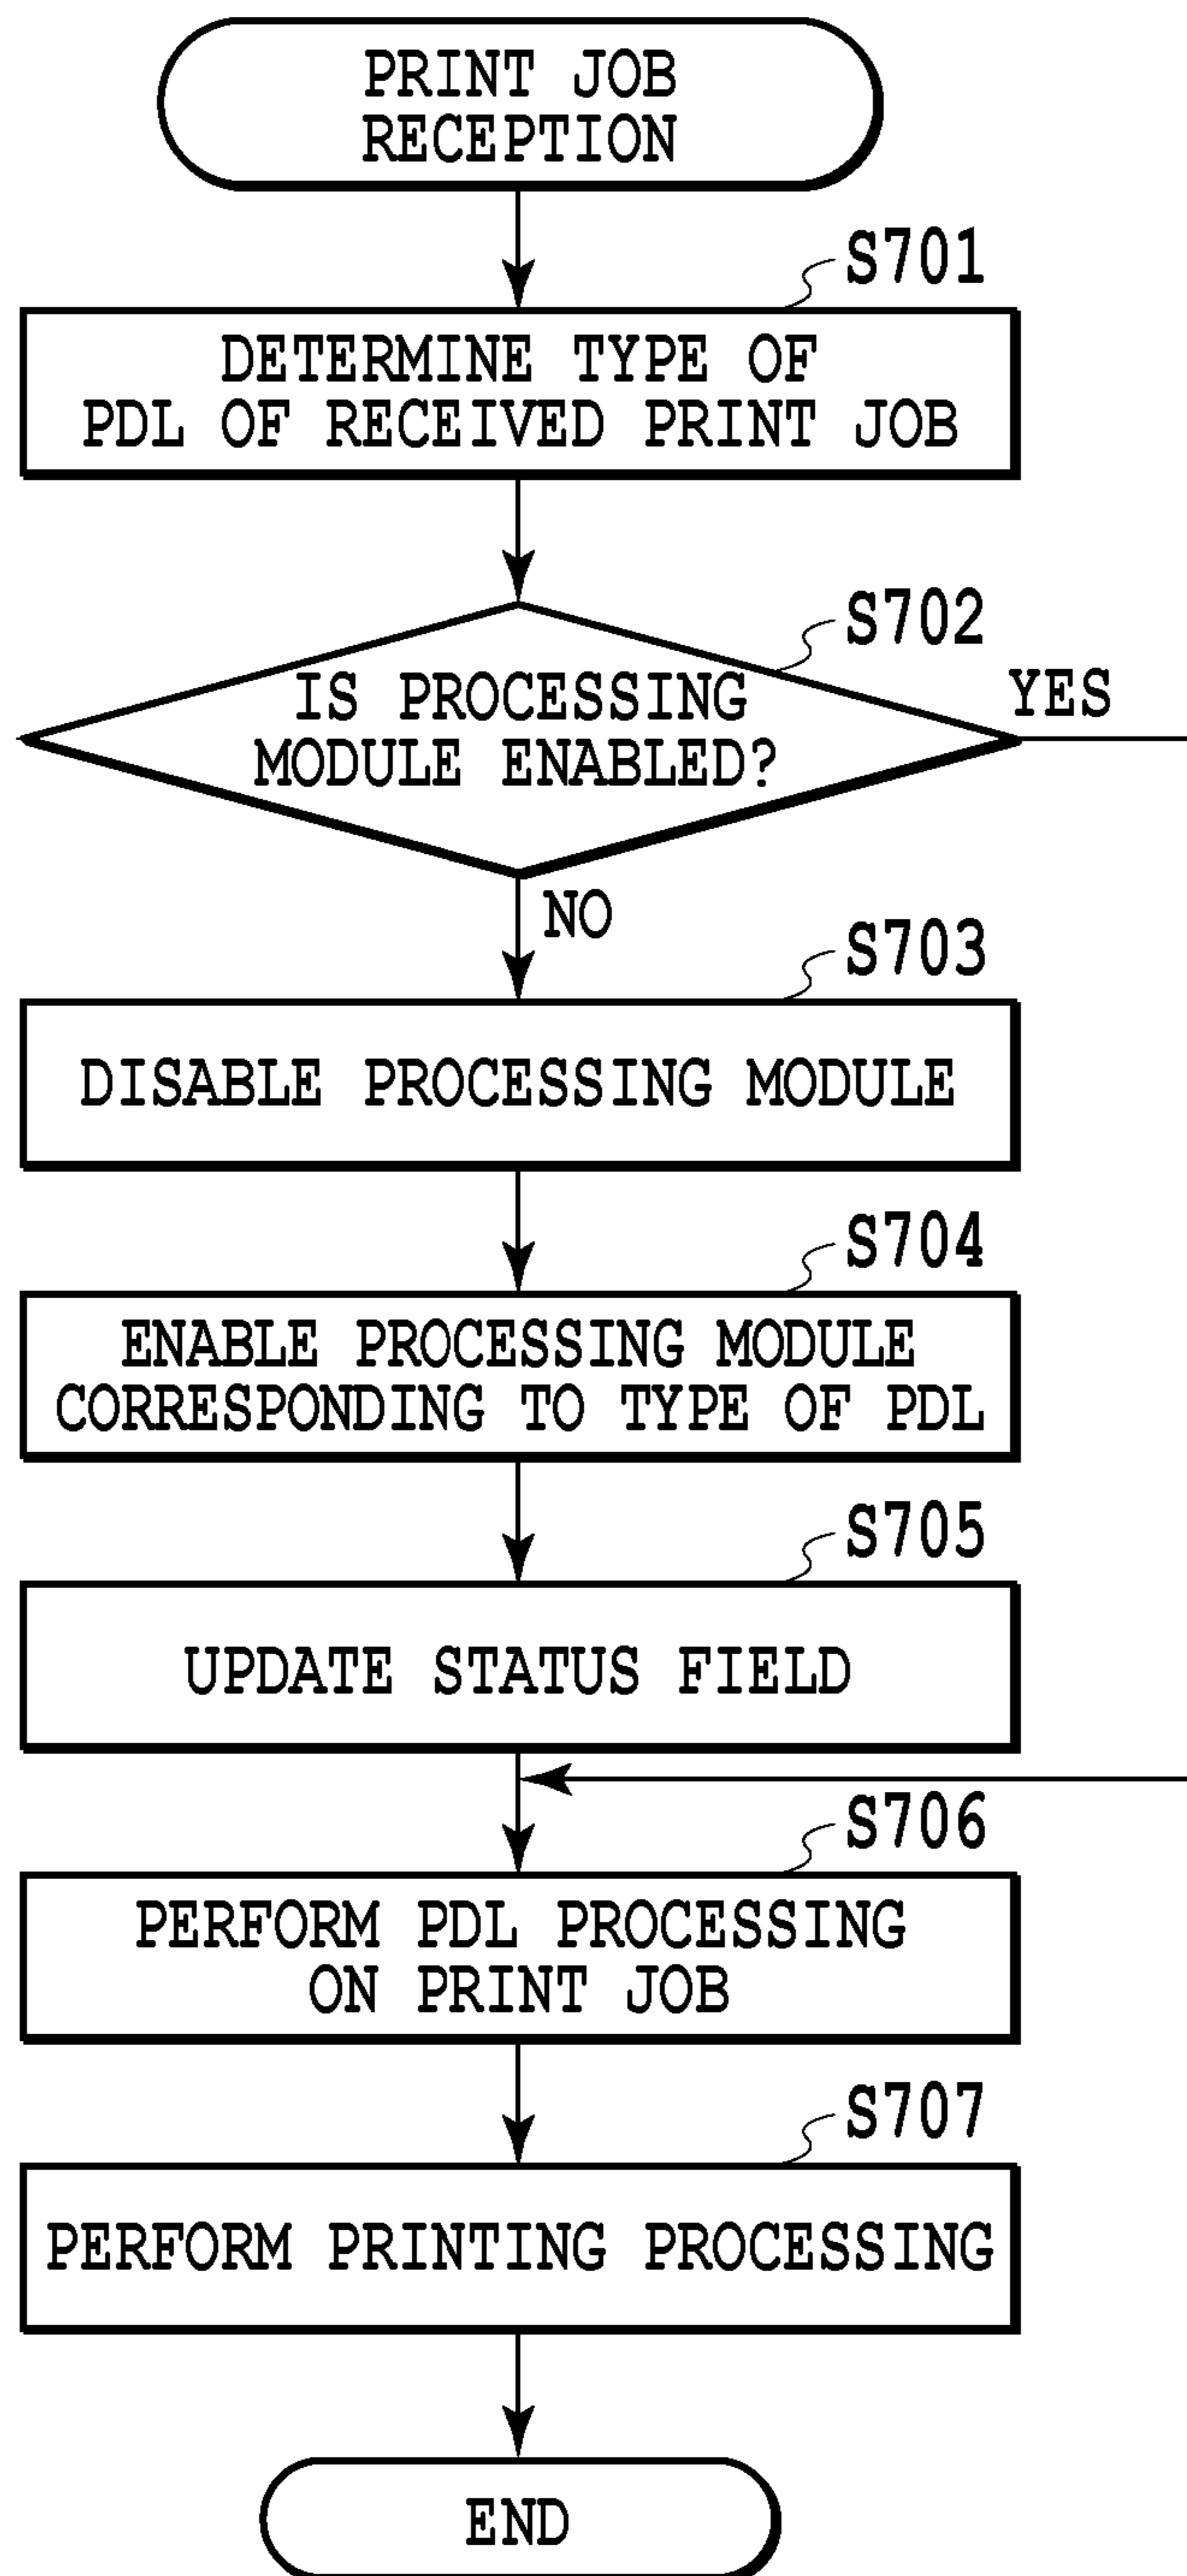 PRINT JOB
RECEPTION
S701
DETERMINE TYPE OF
PDL OF RECEIVED PRINT JOB
S702
IS PROCESSING
MODULE ENABLED?
YES
NO
S703
DISABLE PROCESSING MODULE
S704
ENABLE PROCESSING MODULE
CORRESPONDING TO TYPE OF PDL
S705
UPDATE STATUS FIELD
S706
PERFORM PDL PROCESSING
ON PRINT JOB
S707
PERFORM PRINTING PROCESSING
END